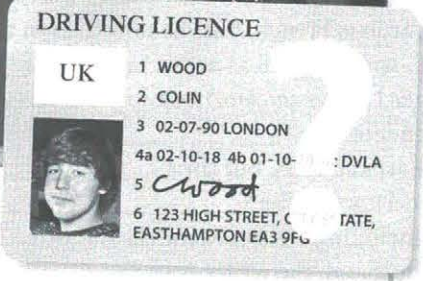 DRIVING LICENCE
UK
1 WOOD
2 COLIN
3 02-07-90 LONDON
4a 02-10-18 4b 01-10- : DVLA
5 CWood
6 123 HIGH STREET,
EASTHAMPTON EA3
?